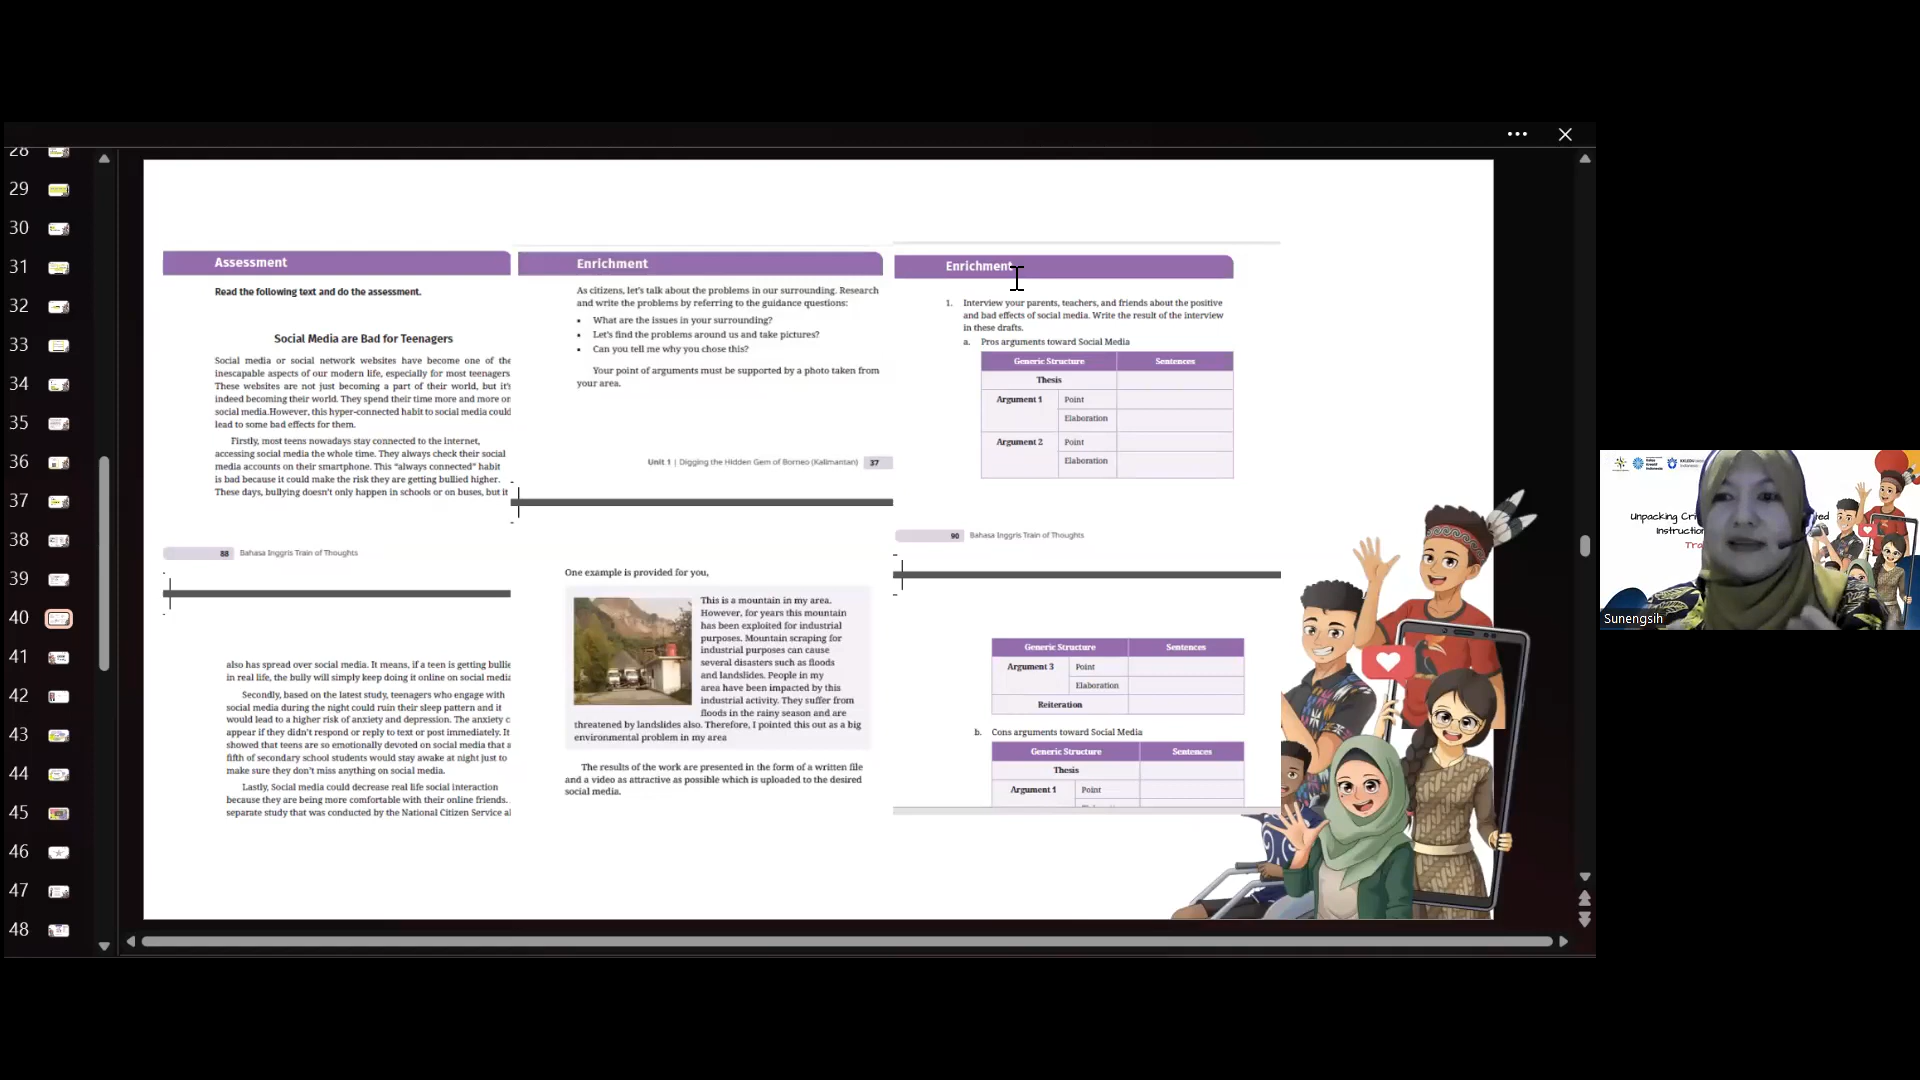 28
29
30
31
32
33
34
35
36
37
38
39
40
41
42
43
44
45
46
47
48
Assessment
Read the following text and do the assessment.
Social Media are Bad for Teenagers
Social media or social network websites have become one of the
inescapable aspects of our modern life, especially for most teenagers
These websites are not just becoming a part of their world, but it's
indeed becoming their world. They spend their time more and more on
social media.However, this hyper-connected habit to social media could
lead to some bad effects for them.
Firstly, most teens nowadays stay connected to the internet,
accessing social media the whole time. They always check their social
media accounts on their smartphone. This “always connected” habit
is bad because it could make the risk they are getting bullied higher.
These days, bullying doesn't only happen in schools or on buses, but it
88 Bahasa Inggris Train of Thoughts
also has spread over social media. It means, if a teen is getting bullie
in real life, the bully will simply keep doing it online on social media
Secondly, based on the latest study, teenagers who engage with
social media during the night could ruin their sleep pattern and it
would lead to a higher risk of anxiety and depression. The anxiety c
appear if they didn't respond or reply to text or post immediately. It
showed that teens are so emotionally devoted on social media that a
fifth of secondary school students would stay awake at night just to
make sure they don't miss anything on social media.
Lastly, Social media could decrease real life social interaction
because they are being more comfortable with their online friends.
separate study that was conducted by the National Citizen Service al
Enrichment
As citizens, let's talk about the problems in our surrounding. Research
and write the problems by referring to the guidance questions:
• What are the issues in your surrounding?
• Let's find the problems around us and take pictures?
• Can you tell me why you chose this?
Your point of arguments must be supported by a photo taken from
your area.
Unit 1 | Digging the Hidden Gem of Borneo (Kalimantan) 37
One example is provided for you,
This is a mountain in my area.
However, for years this mountain
has been exploited for industrial
purposes. Mountain scraping for
industrial purposes can cause
several disasters such as floods
and landslides. People in my
area have been impacted by this
industrial activity. They suffer from
floods in the rainy season and are
threatened by landslides also. Therefore, I pointed this out as a big
environmental problem in my area
The results of the work are presented in the form of a written file
and a video as attractive as possible which is uploaded to the desired
social media.
Enrichment
1. Interview your parents, teachers, and friends about the positive
and bad effects of social media. Write the result of the interview
in these drafts.
a. Pros arguments toward Social Media
Generic Structure Sentences
Thesis
Argument 1 Point
Elaboration
Argument 2 Point
Elaboration
90 Bahasa Inggris Train of Thoughts
Generic Structure Sentences
Argument 3 Point
Elaboration
Reiteration
b. Cons arguments toward Social Media
Generic Structure Sentences
Thesis
Argument 1 Point
Unpacking
Sunengsih